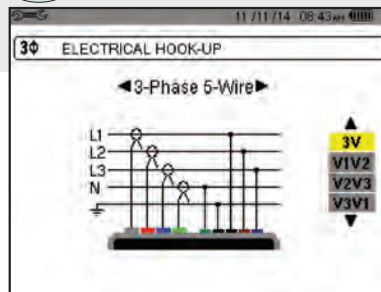 11/11/14 08:43AM
3Φ ELECTRICAL HOOK-UP
◄3-Phase 5-Wire►
L1
L2
L3
N
3V
V1V2
V2V3
V3V1